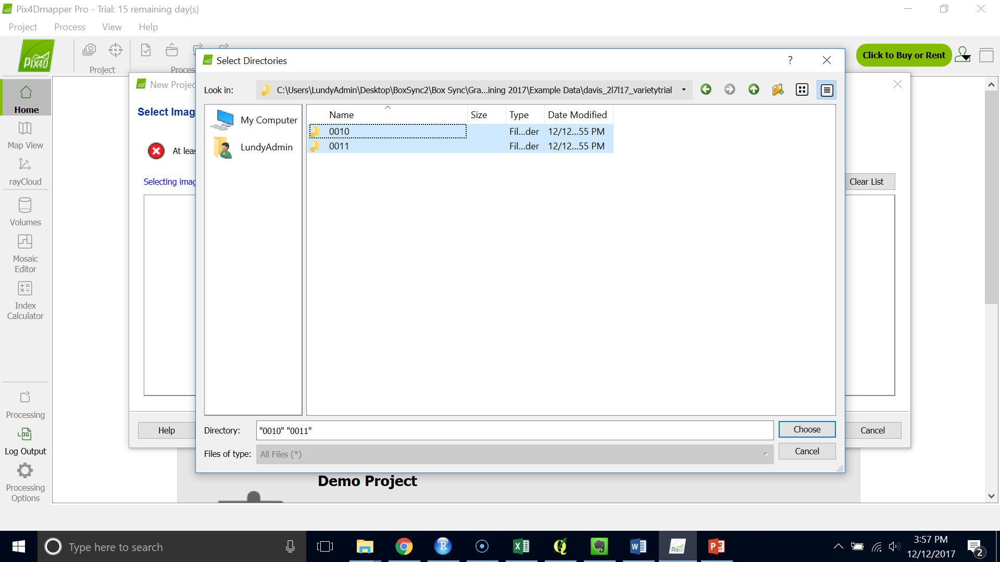 Pix4Dmapper Pro - Trial: 15 remaining day(s)
Project Process View Help
PIX4D
Project
Proces
Click to Buy or Rent
Select Directories
?
New Projec
Look in:
C:\Users\LundyAdmin\Desktop\BoxSync2\Box Sync\Gra...ining 2017\Example Data\davis_2l7l17_varietytrial
Home
Select Imag
My Computer
Name Size Type Date Modified
0010 Fil...der 12/12...55 PM
LundyAdmin
0011 Fil...der 12/12...55 PM
Map View
At leas
rayCloud
Selecting imag
Clear List
Volumes
Mosaic
Editor
Index
Calculator
Processing
Help
Directory:
"0010" "0011"
Choose
Cancel
LOG
Log Output
Files of type:
All Files (*)
Cancel
Demo Project
Processing
Options
Type here to search
R
PIX4D
3:57 PM
12/12/2017
2